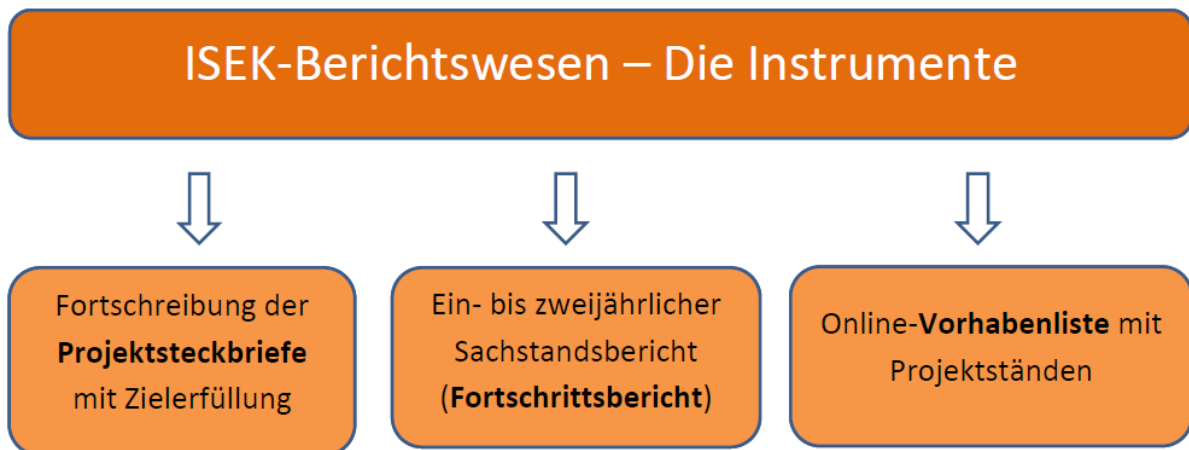 ISEK-Berichtswesen – Die Instrumente
Fortschreibung der
Projektsteckbriefe
mit Zielerfüllung
Ein- bis zweijährlicher
Sachstandsbericht
(Fortschrittsbericht)
Online-Vorhabenliste mit
Projektständen